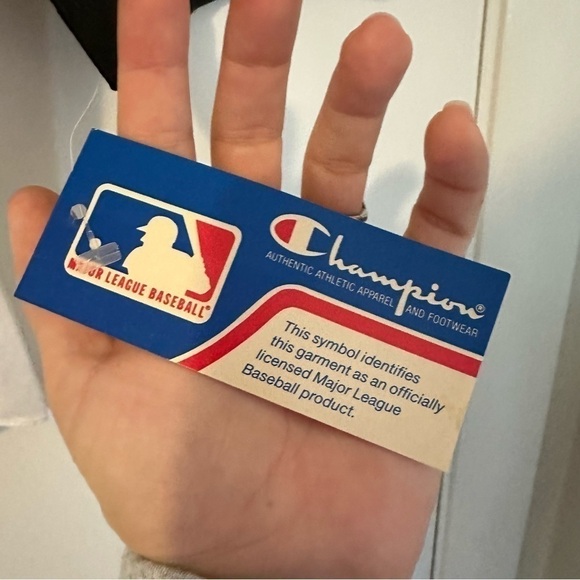 MAJOR LEAGUE BASEBALL®
Champion®
AUTHENTIC ATHLETIC APPAREL AND FOOTWEAR
This symbol identifies
this garment as an officially
licensed Major League
Baseball product.